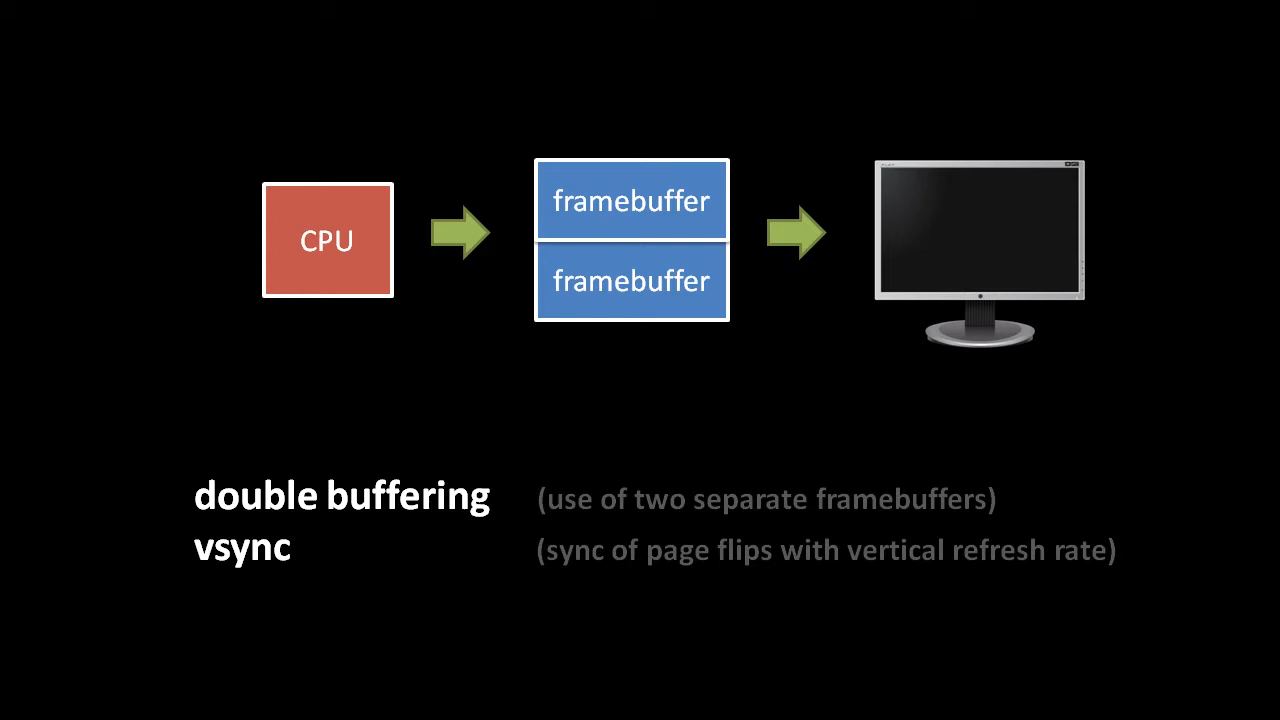 CPU
framebuffer
framebuffer
double buffering (use of two separate framebuffers)
vsync (sync of page flips with vertical refresh rate)